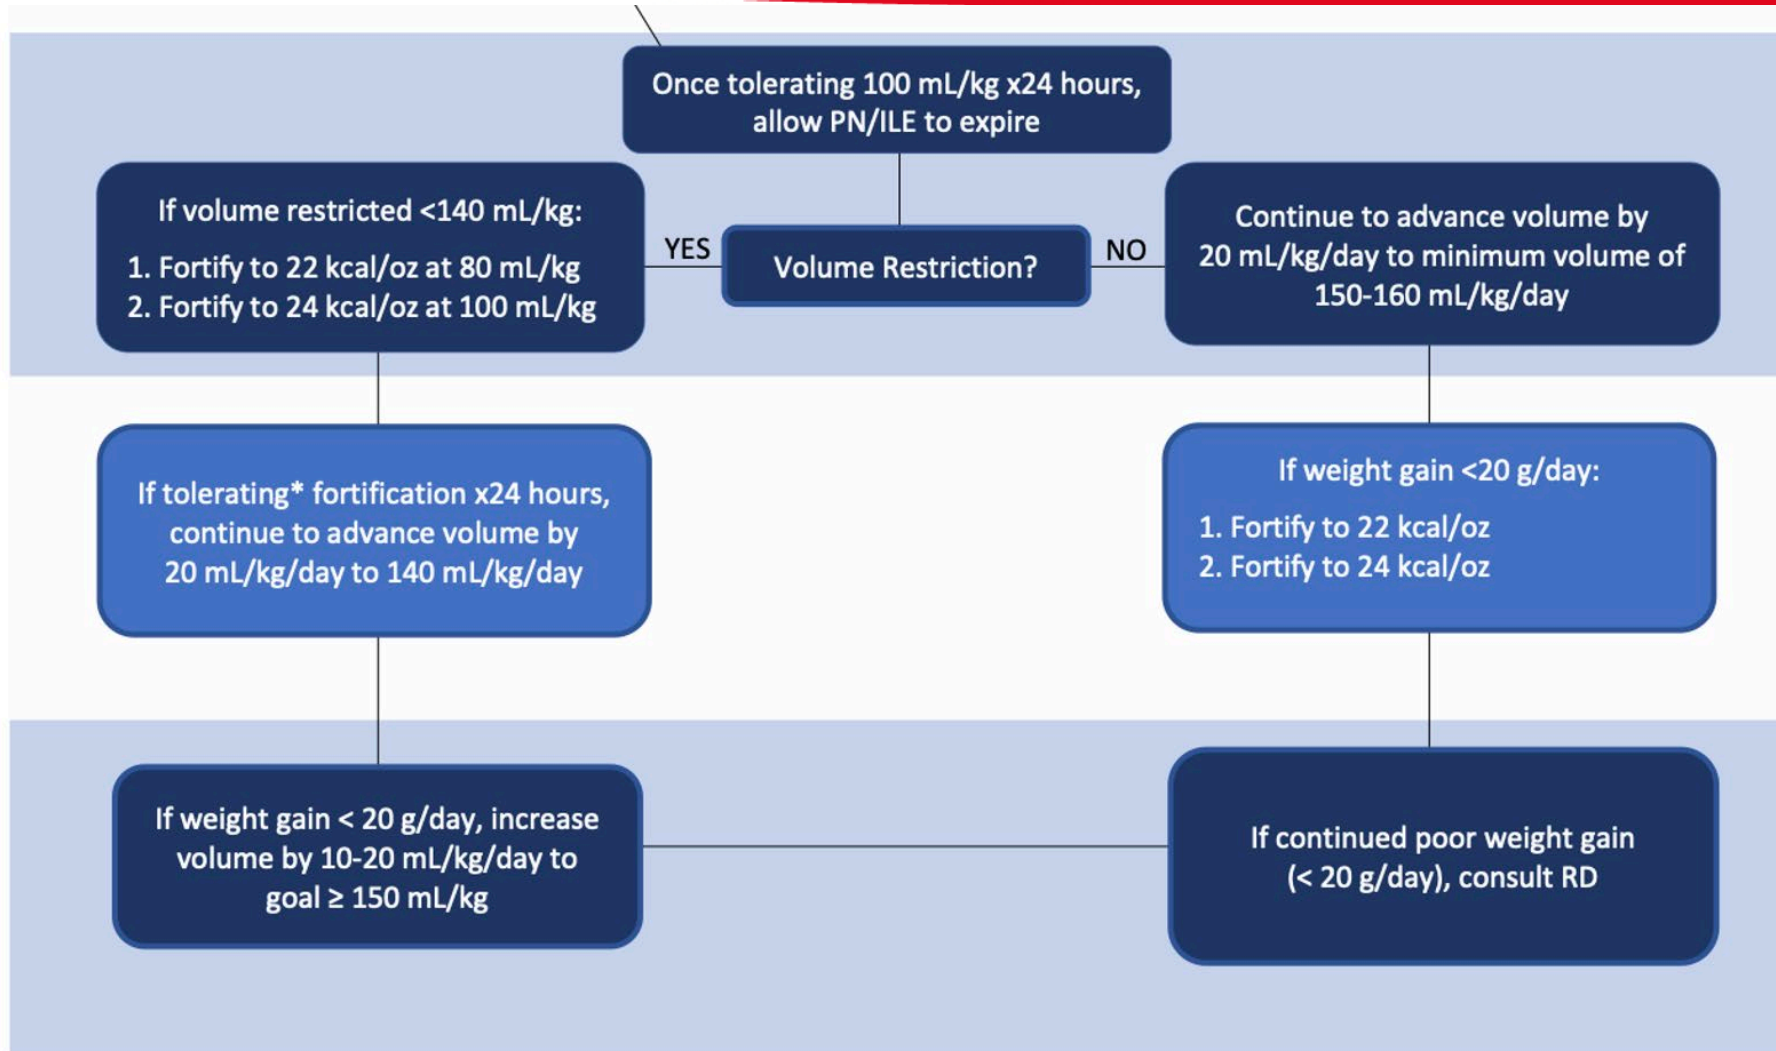 Once tolerating 100 mL/kg x24 hours,
allow PN/ILE to expire
If volume restricted <140 mL/kg:
1. Fortify to 22 kcal/oz at 80 mL/kg
2. Fortify to 24 kcal/oz at 100 mL/kg
YES
Volume Restriction?
NO
Continue to advance volume by
20 mL/kg/day to minimum volume of
150-160 mL/kg/day
If tolerating* fortification x24 hours,
continue to advance volume by
20 mL/kg/day to 140 mL/kg/day
If weight gain <20 g/day:
1. Fortify to 22 kcal/oz
2. Fortify to 24 kcal/oz
If weight gain < 20 g/day, increase
volume by 10-20 mL/kg/day to
goal ≥ 150 mL/kg
If continued poor weight gain
(< 20 g/day), consult RD